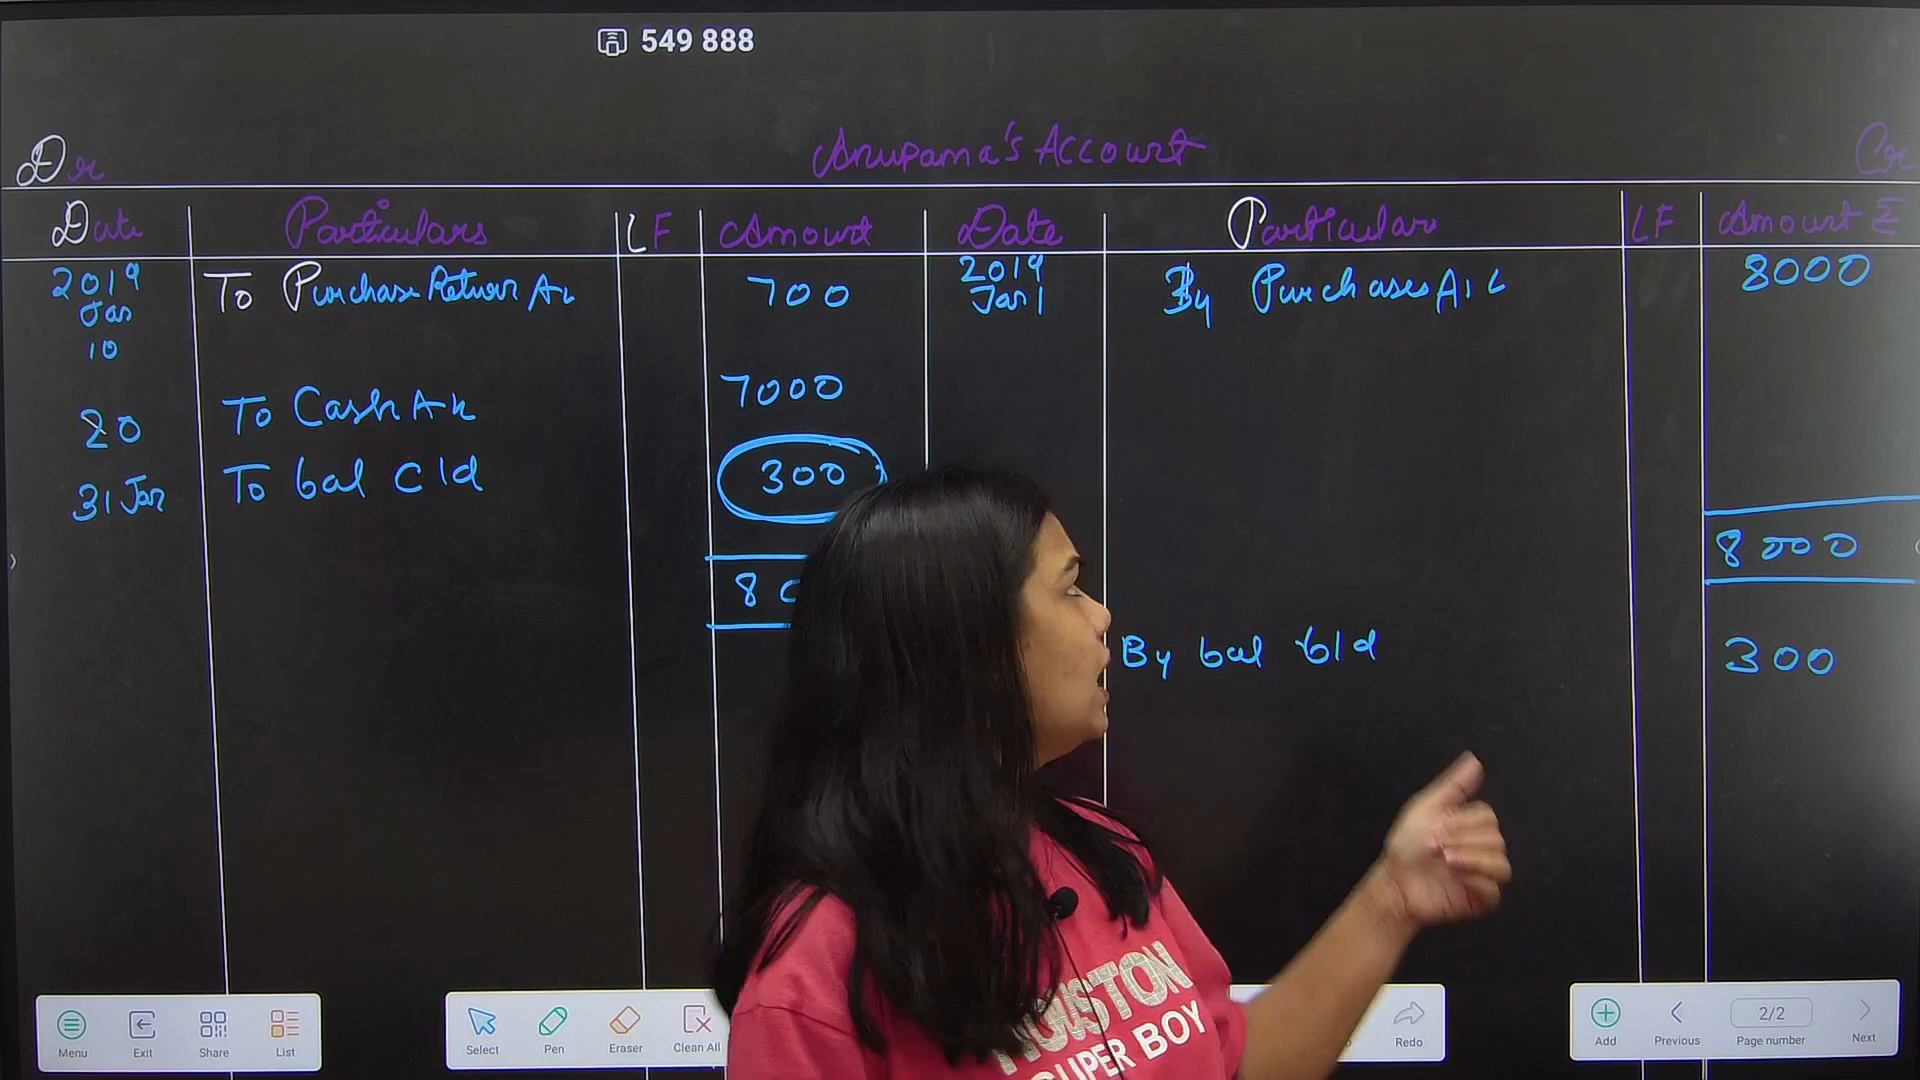 549 888
Dr Anupama's Account Cr
Date Particulars LF Amount Date Particulars LF Amount
2019 To Purchase Return A/c 700 2019 By Purchases A/c 8000
Jan Jan 1
10
20 To Cash A/c 7000
31 Jan To bal c/d 300
80 8000
By bal b/d 300
HOUSTON
SUPER BOY
Menu Exit Share List Select Pen Eraser Clean All Redo Add Previous 2/2 Page number Next